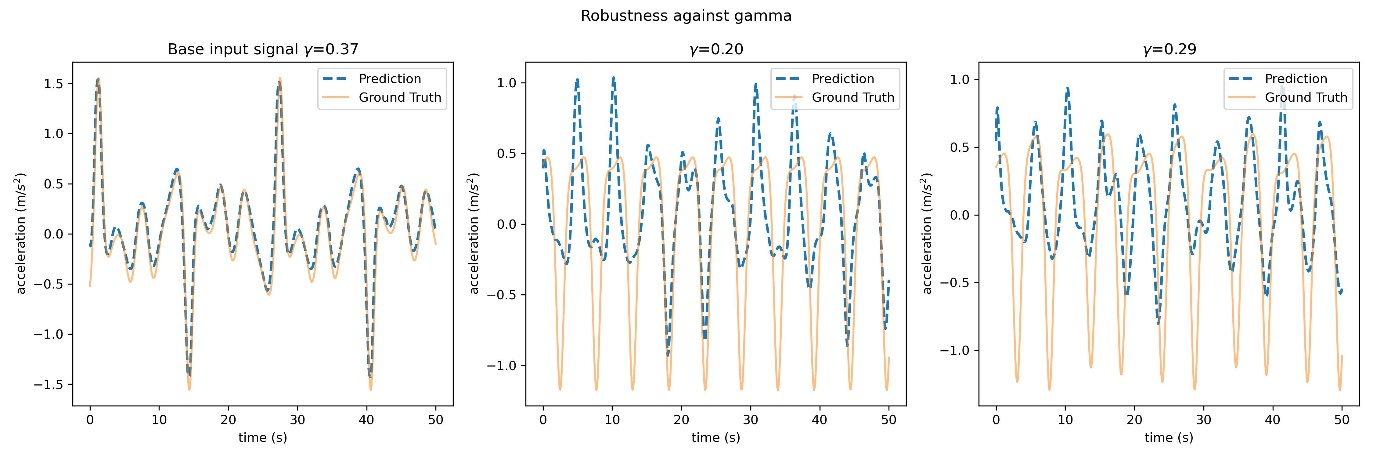 Robustness against gamma
Base input signal γ=0.37
Prediction
Ground Truth
1.5
1.0
0.5
0.0
−0.5
−1.0
−1.5
acceleration (m/s²)
0 10 20 30 40 50
time (s)
γ=0.20
Prediction
Ground Truth
1.0
0.5
0.0
−0.5
−1.0
acceleration (m/s²)
0 10 20 30 40 50
time (s)
γ=0.29
Prediction
Ground Truth
1.0
0.5
0.0
−0.5
−1.0
acceleration (m/s²)
0 10 20 30 40 50
time (s)